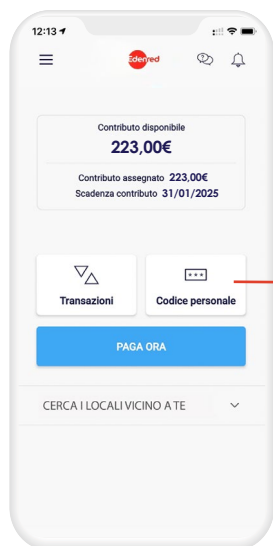 12:13
Edenred
Contributo disponibile
223,00€
Contributo assegnato 223,00€
Scadenza contributo 31/01/2025
Transazioni
Codice personale
PAGA ORA
CERCA I LOCALI VICINO A TE